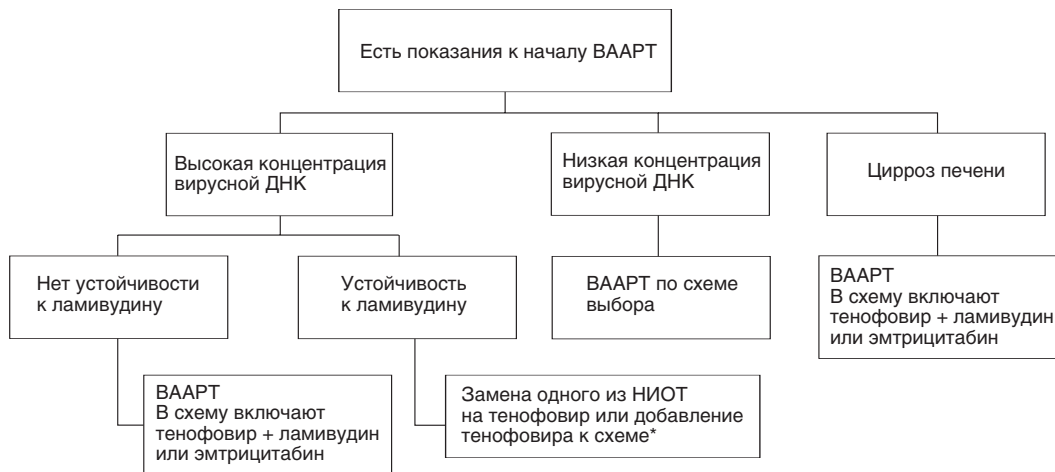 Есть показания к началу ВААРТ
Высокая концентрация
вирусной ДНК
Низкая концентрация
вирусной ДНК
Цирроз печени
Нет устойчивости
к ламивудину
Устойчивость
к ламивудину
ВААРТ по схеме
выбора
ВААРТ
В схему включают
тенофовир + ламивудин
или эмтрицитабин
ВААРТ
В схему включают
тенофовир + ламивудин
или эмтрицитабин
Замена одного из НИОТ
на тенофовир или добавление
тенофовира к схеме*